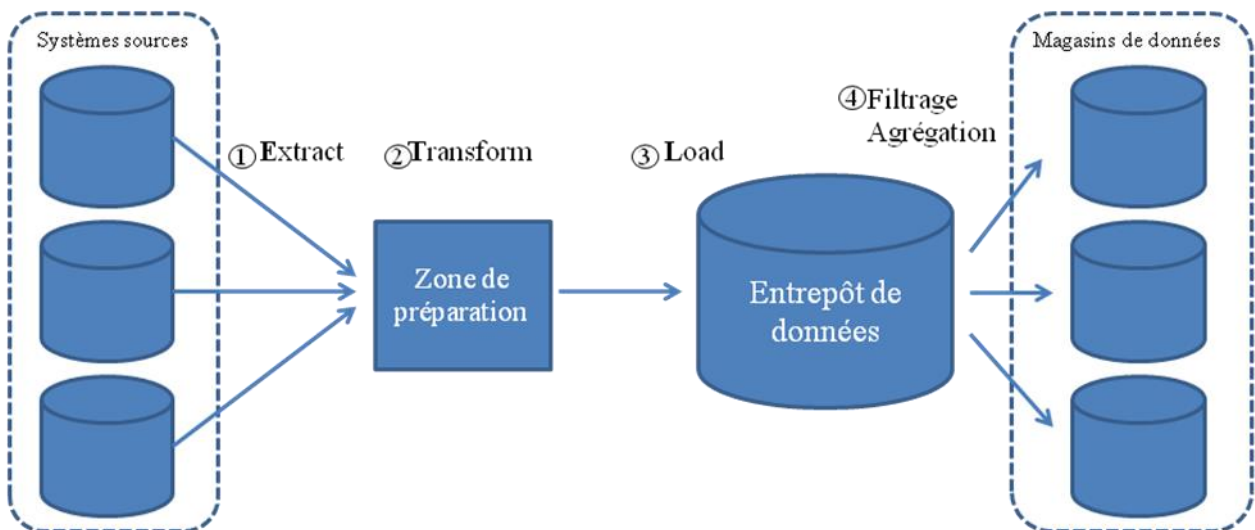 Systèmes sources
Magasins de données
④Filtrage
Agrégation
①Extract
②Transform
③Load
Zone de
préparation
Entrepôt de
données